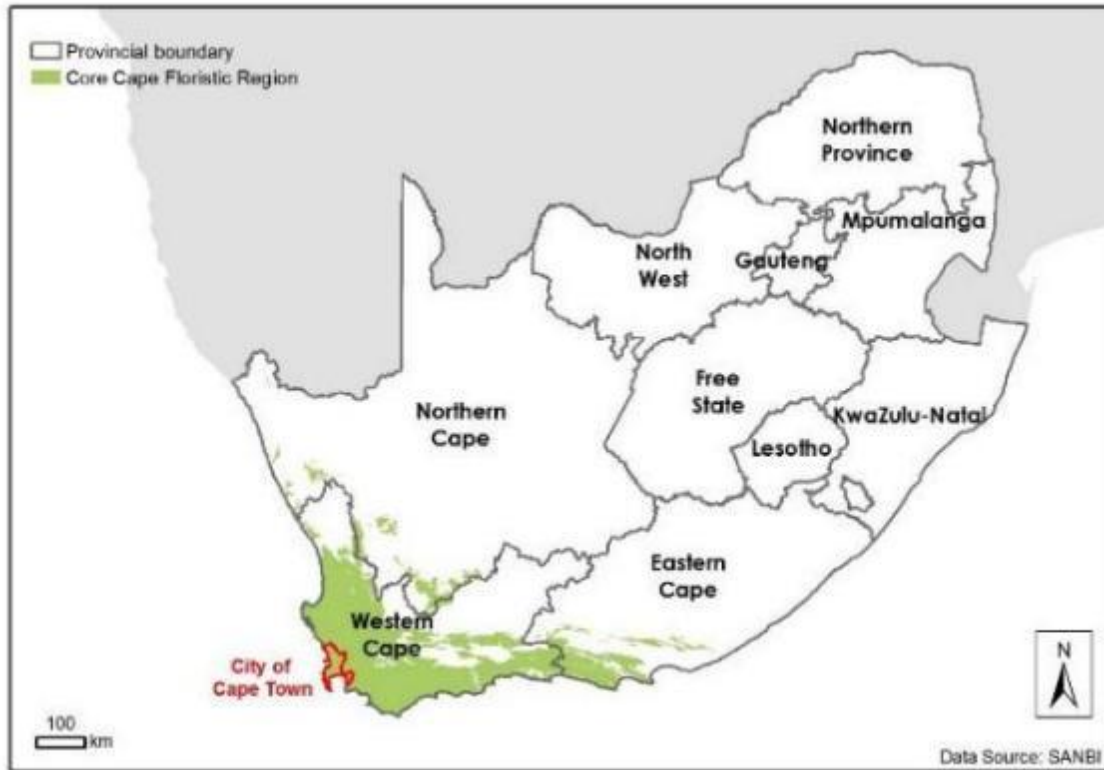 Provincial boundary
Core Cape Floristic Region
Northern
Province
Mpumalanga
North
West
Gauteng
Free
State
Northern
Cape
KwaZulu-Natal
Lesotho
Eastern
Cape
Western
Cape
City of
Cape Town
N
100
km
Data Source: SANBI